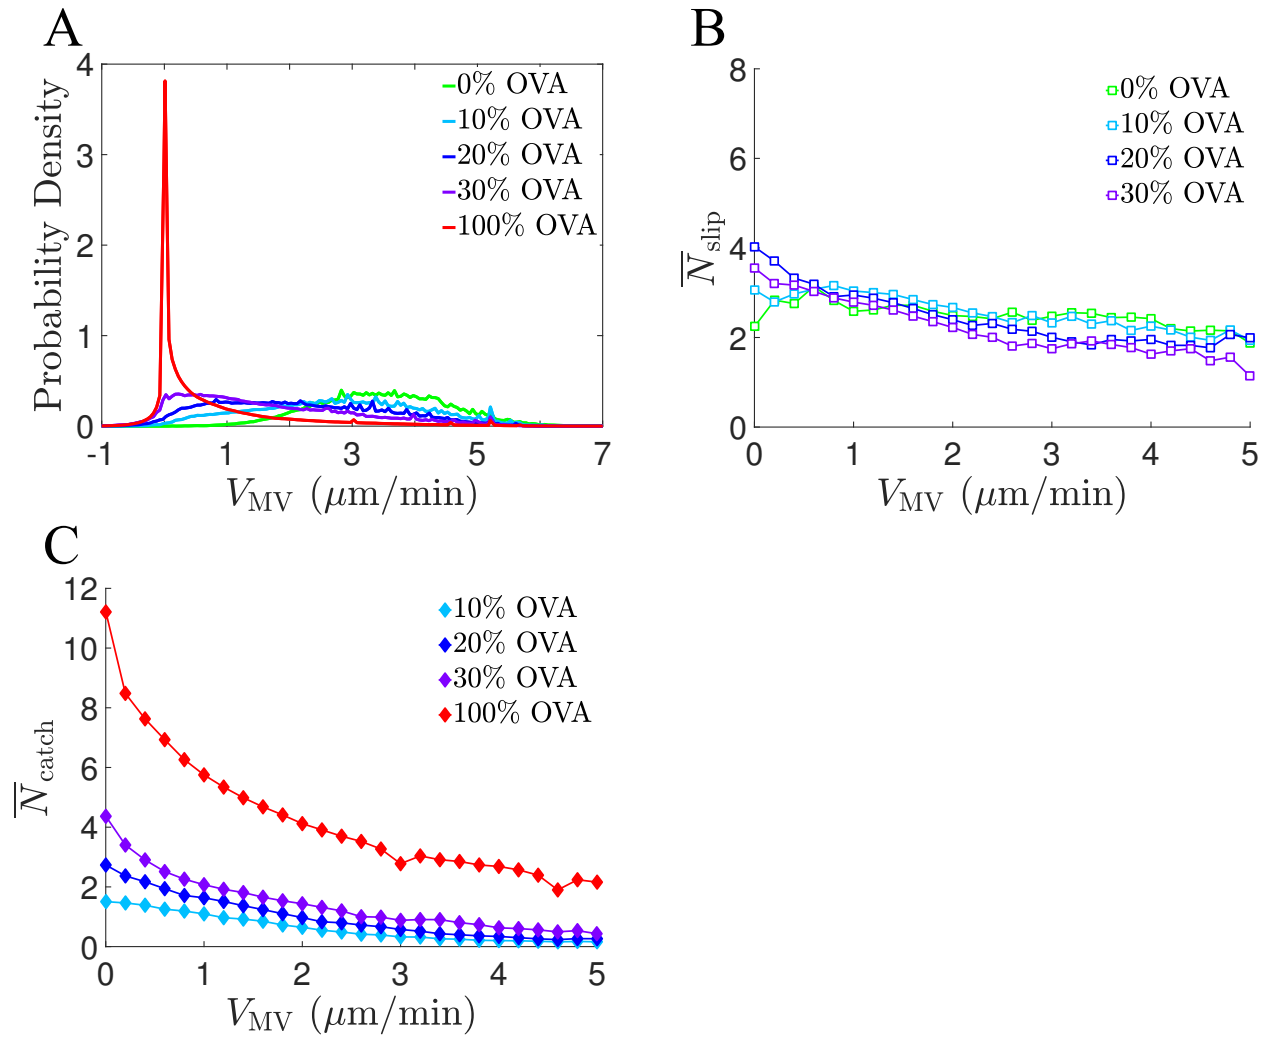 A
Probability Density
4
3
2
1
0
-1 1 3 5 7
V_MV (μm/min)
0% OVA
10% OVA
20% OVA
30% OVA
100% OVA
B
N̅_slip
8
6
4
2
0
0 1 2 3 4 5
V_MV (μm/min)
0% OVA
10% OVA
20% OVA
30% OVA
C
N̅_catch
12
10
8
6
4
2
0
0 1 2 3 4 5
V_MV (μm/min)
10% OVA
20% OVA
30% OVA
100% OVA